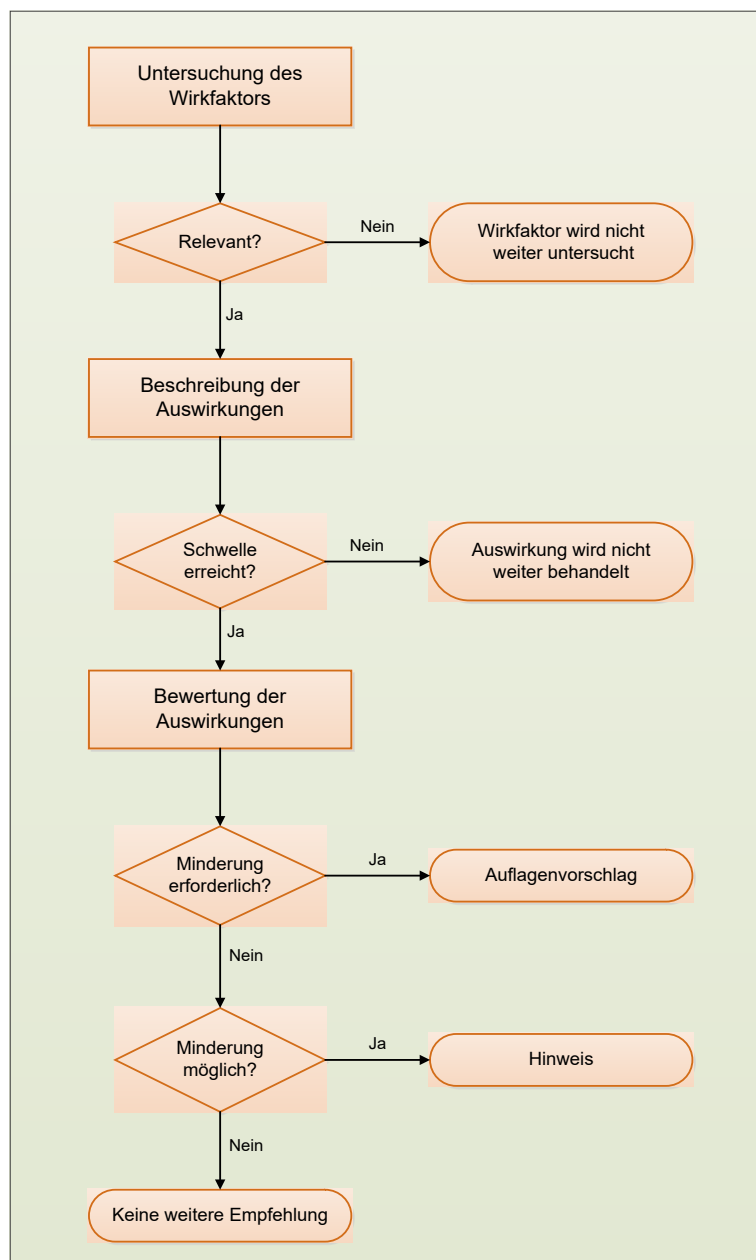 Untersuchung des
Wirkfaktors
Relevant?
Nein
Wirkfaktor wird nicht
weiter untersucht
Ja
Beschreibung der
Auswirkungen
Schwelle
erreicht?
Nein
Auswirkung wird nicht
weiter behandelt
Ja
Bewertung der
Auswirkungen
Minderung
erforderlich?
Ja
Auflagenvorschlag
Nein
Minderung
möglich?
Ja
Hinweis
Nein
Keine weitere Empfehlung